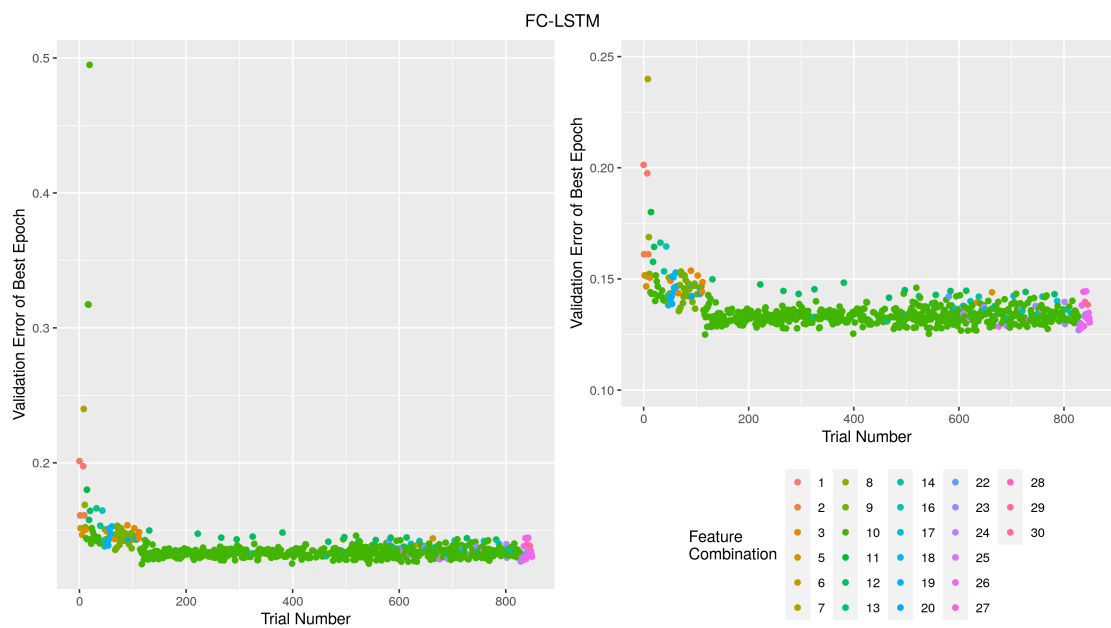 FC-LSTM
Validation Error of Best Epoch
0.5
0.4
0.3
0.2
0 200 400 600 800
Trial Number
Validation Error of Best Epoch
0.25
0.20
0.15
0.10
0 200 400 600 800
Trial Number
Feature
Combination
1 8 14 22 28
2 9 16 23 29
3 10 17 24 30
5 11 18 25
6 12 19 26
7 13 20 27